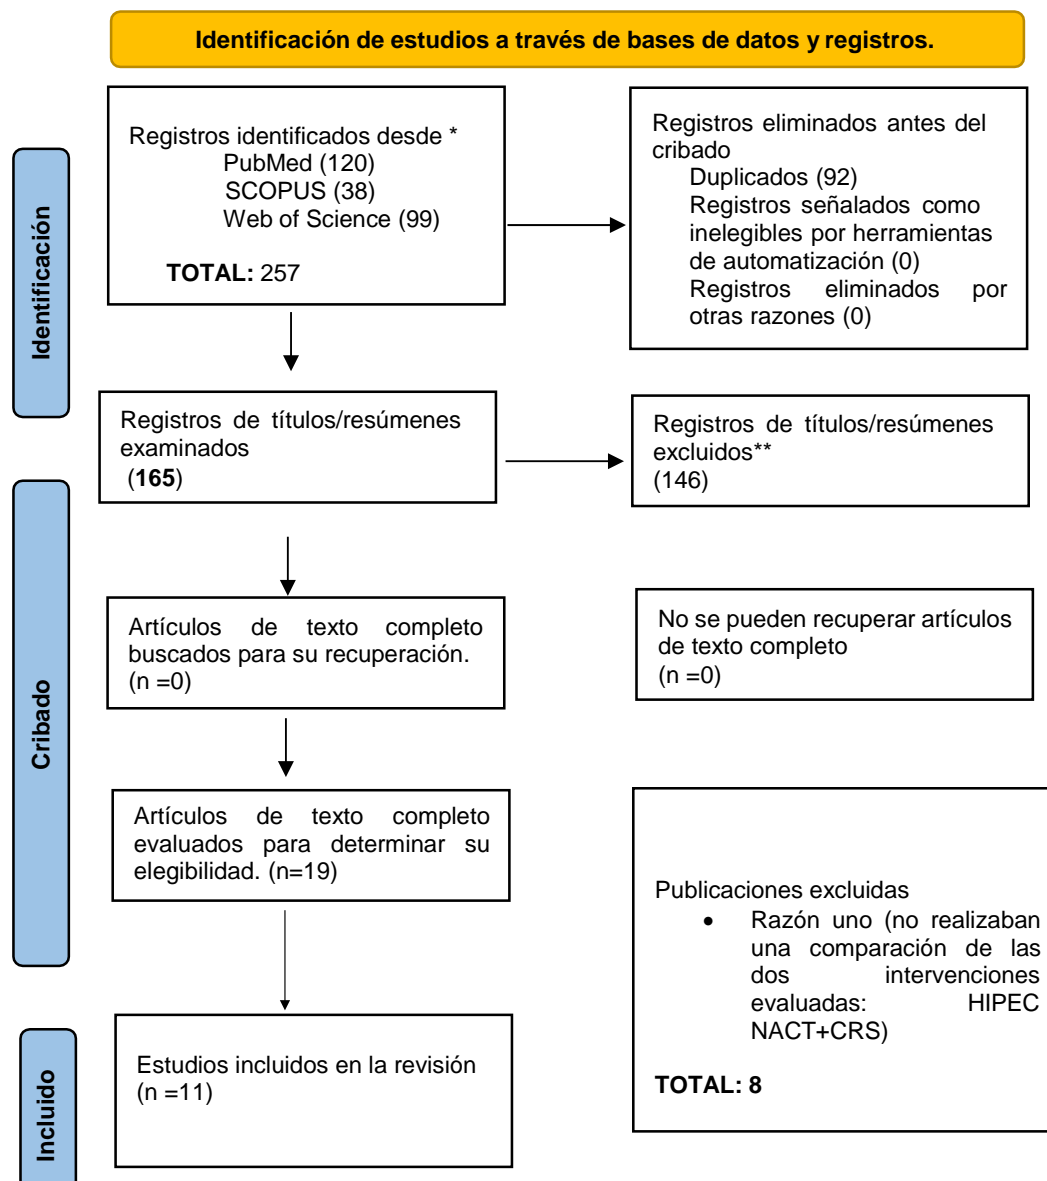 Identificación de estudios a través de bases de datos y registros.
Identificación
Registros identificados desde *
PubMed (120)
SCOPUS (38)
Web of Science (99)
TOTAL: 257
Registros eliminados antes del
cribado
Duplicados (92)
Registros señalados como
inelegibles por herramientas
de automatización (0)
Registros eliminados por
otras razones (0)
Registros de títulos/resúmenes
examinados
(165)
Registros de títulos/resúmenes
excluidos**
(146)
Cribado
Artículos de texto completo
buscados para su recuperación.
(n =0)
No se pueden recuperar artículos
de texto completo
(n =0)
Artículos de texto completo
evaluados para determinar su
elegibilidad. (n=19)
Publicaciones excluidas
• Razón uno (no realizaban
una comparación de las
dos intervenciones
evaluadas: HIPEC
NACT+CRS)
TOTAL: 8
Incluido
Estudios incluidos en la revisión
(n =11)